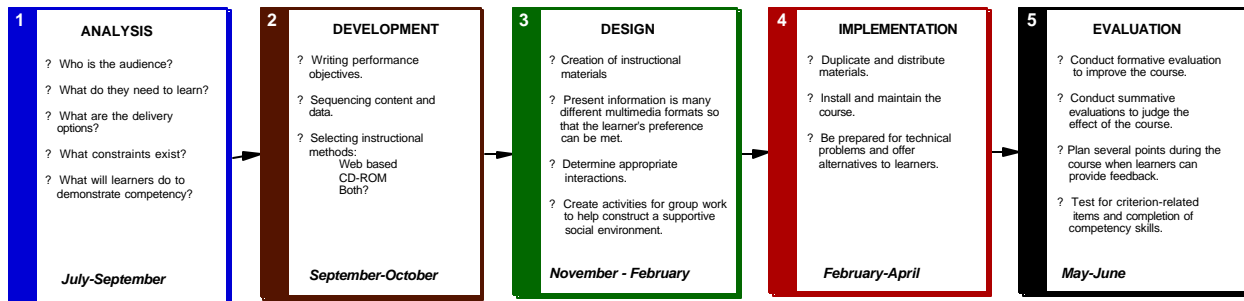 1
ANALYSIS
? Who is the audience?
? What do they need to learn?
? What are the delivery
options?
? What constraints exist?
? What will learners do to
demonstrate competency?
July-September
2
DEVELOPMENT
? Writing performance
objectives.
? Sequencing content and
data.
? Selecting instructional
methods:
Web based
CD-ROM
Both?
September-October
3
DESIGN
? Creation of instructional
materials
? Present information is many
different multimedia formats so
that the learner's preference
can be met.
? Determine appropriate
interactions.
? Create activities for group work
to help construct a supportive
social environment.
November - February
4
IMPLEMENTATION
? Duplicate and distribute
materials.
? Install and maintain the
course.
? Be prepared for technical
problems and offer
alternatives to learners.
February-April
5
EVALUATION
? Conduct formative evaluation
to improve the course.
? Conduct summative
evaluations to judge the
effect of the course.
? Plan several points during the
course when learners can
provide feedback.
? Test for criterion-related
items and completion of
competency skills.
May-June